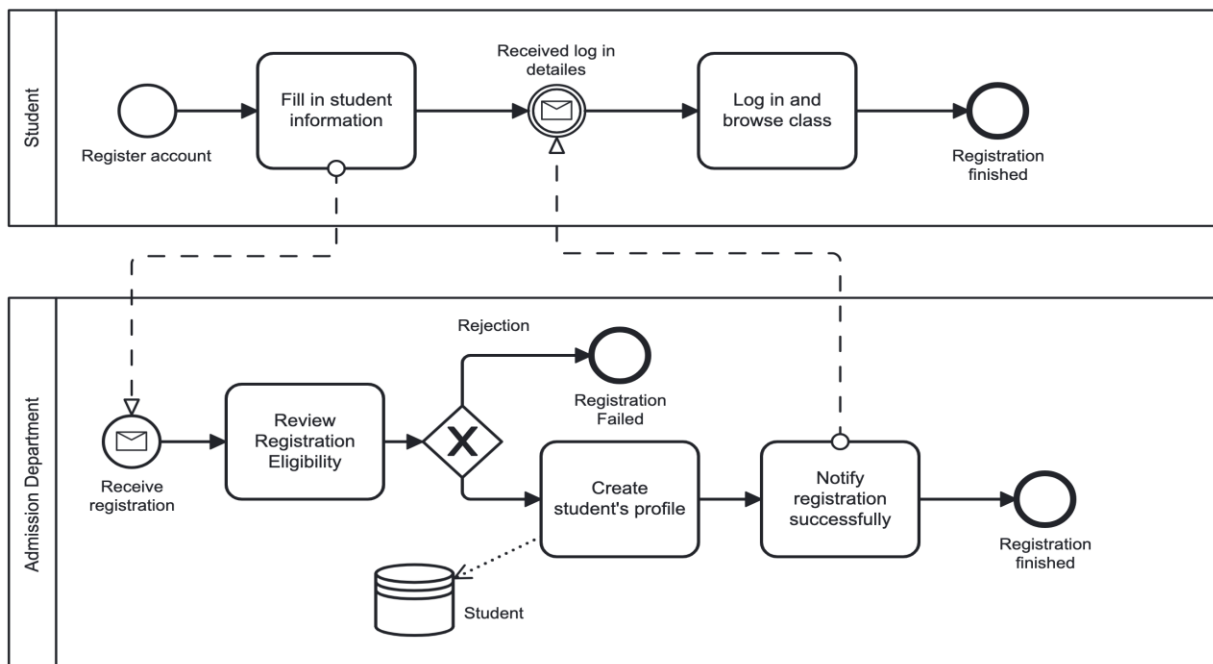 Student
Register account
Fill in student
information
Received log in
detailes
Log in and
browse class
Registration
finished
Admission Department
Receive
registration
Review
Registration
Eligibility
X
Rejection
Registration
Failed
Create
student's profile
Student
Notify
registration
successfully
Registration
finished